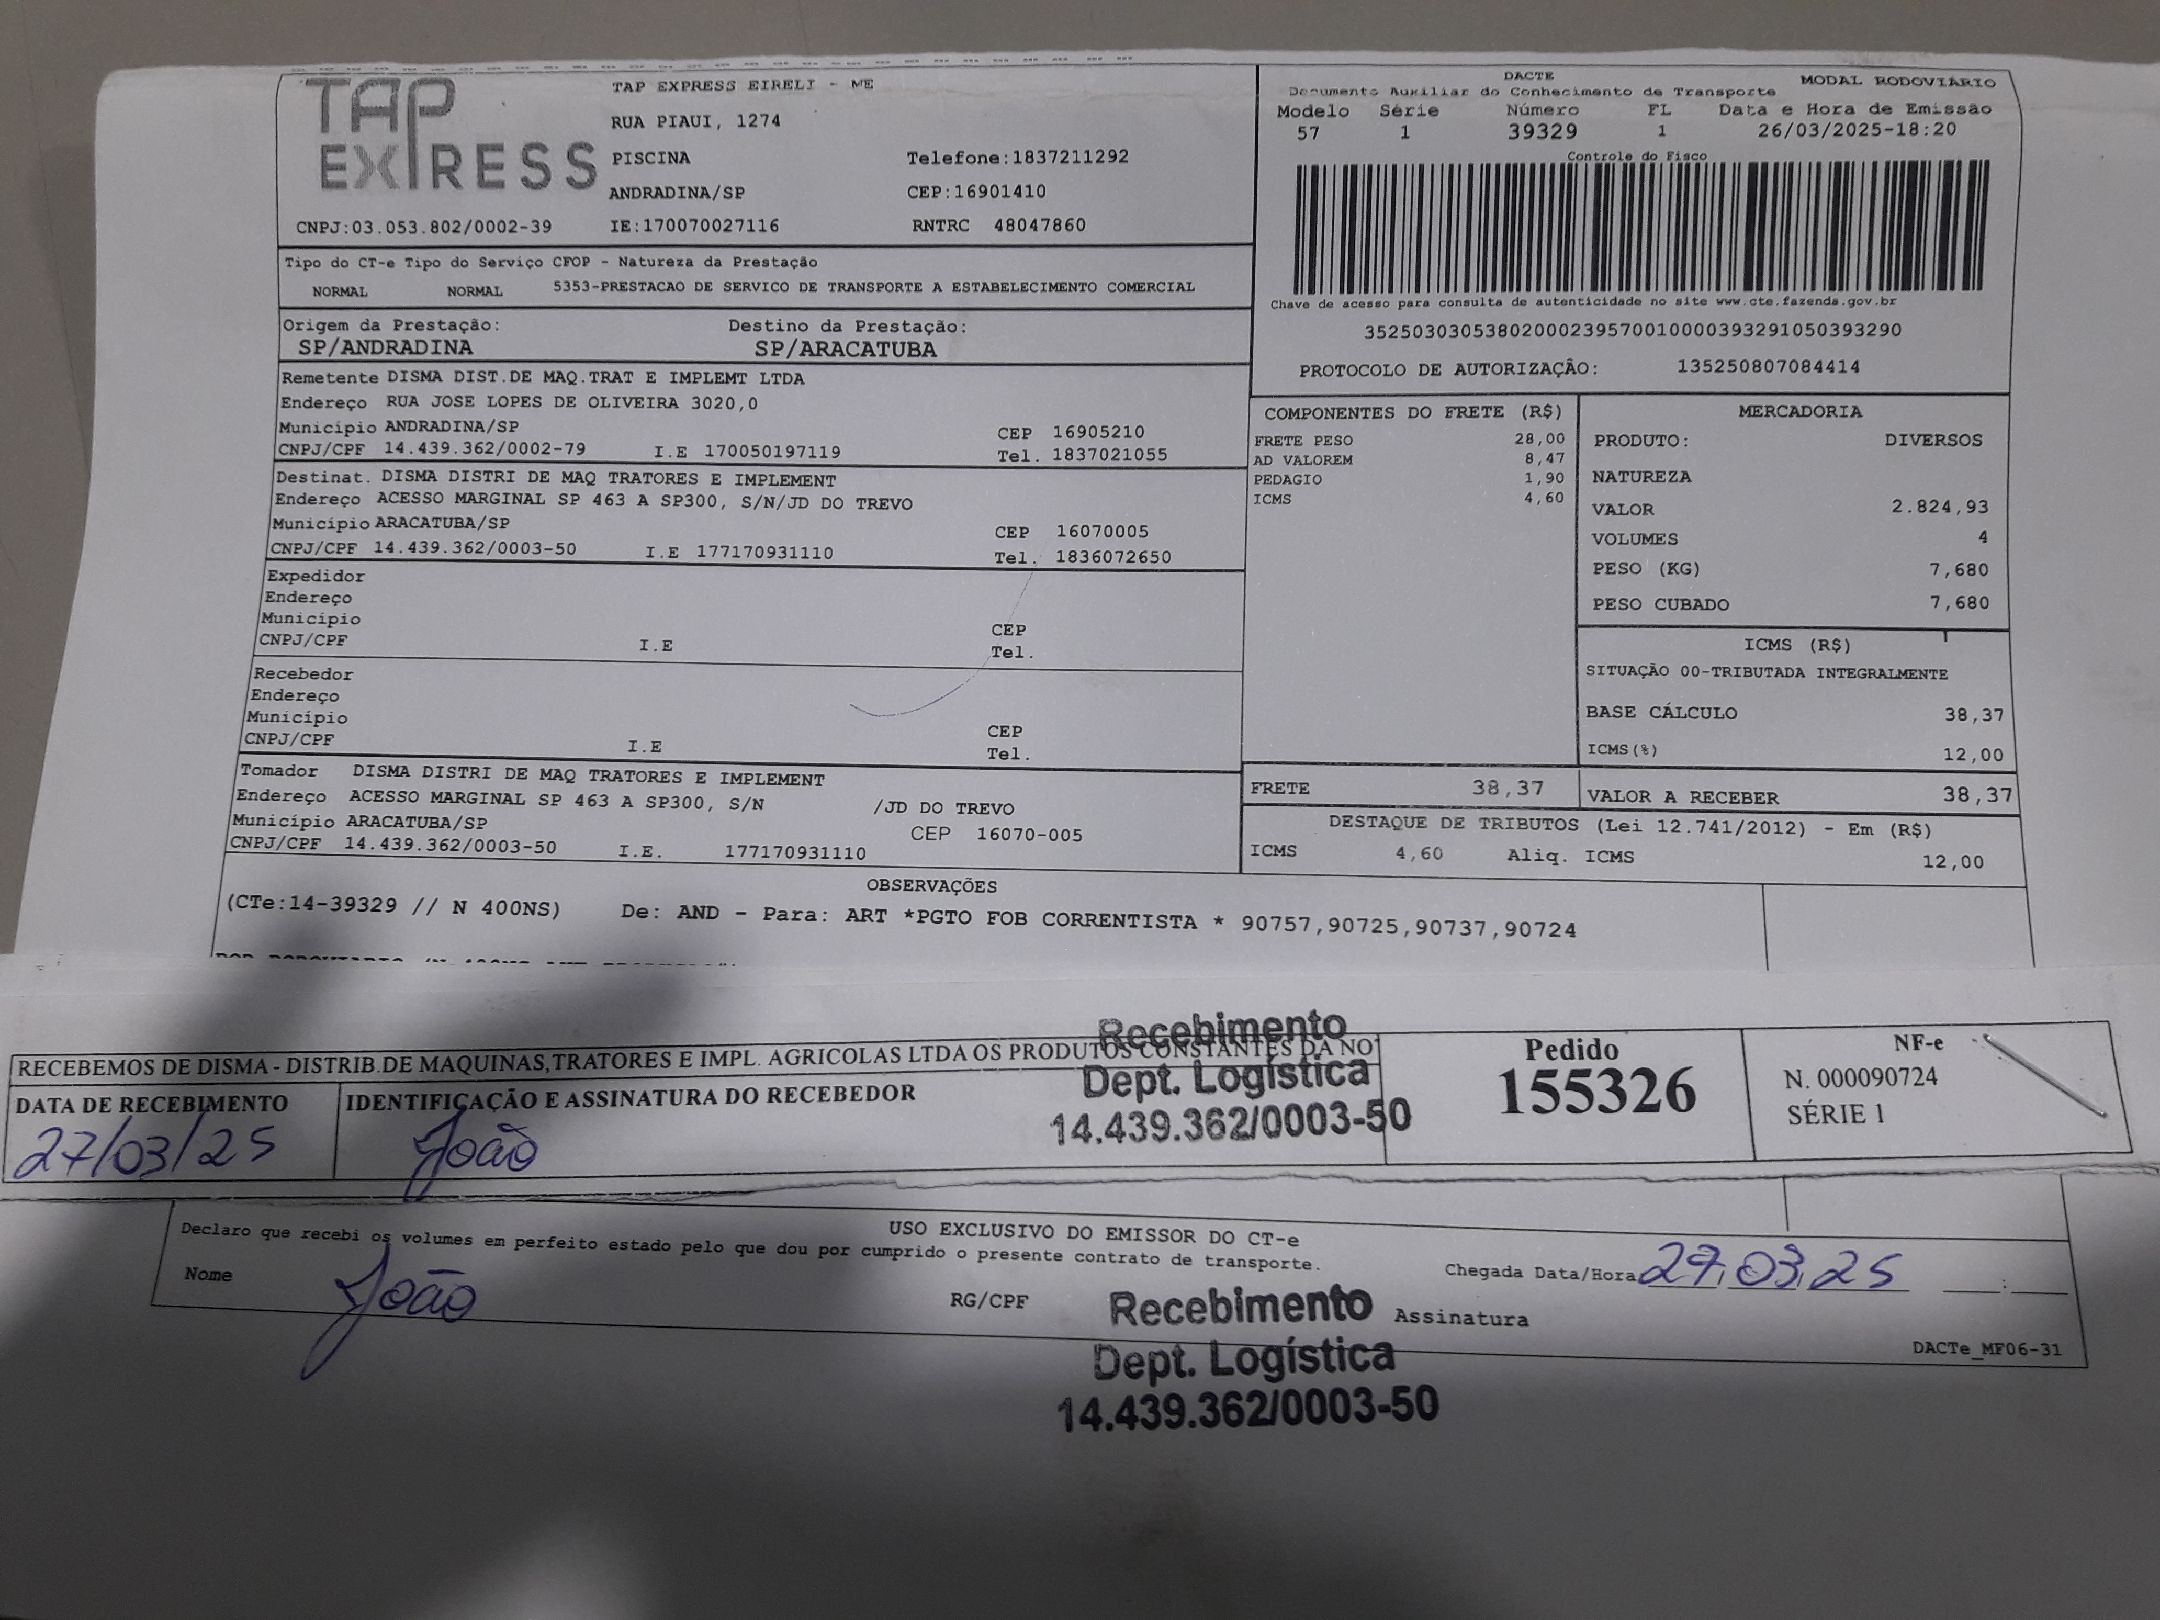 TAP EXPRESS
TAP EXPRESS EIRELI - ME
RUA PIAUI, 1274
PISCINA Telefone:1837211292
ANDRADINA/SP CEP:16901410
CNPJ:03.053.802/0002-39 IE:170070027116 RNTRC 48047860
DACTE MODAL RODOVIÁRIO
Documento Auxiliar do Conhecimento de Transporte
Modelo Série Número FL Data e Hora de Emissão
57 1 39329 1 26/03/2025-18:20
Controle do Fisco
Chave de acesso para consulta de autenticidade no site www.cte.fazenda.gov.br
35250303053802000239570010000393291050393290
PROTOCOLO DE AUTORIZAÇÃO: 135250807084414
Tipo do CT-e Tipo do Serviço CFOP - Natureza da Prestação
NORMAL NORMAL 5353-PRESTACAO DE SERVICO DE TRANSPORTE A ESTABELECIMENTO COMERCIAL
Origem da Prestação: Destino da Prestação:
SP/ANDRADINA SP/ARACATUBA
Remetente DISMA DIST.DE MAQ.TRAT E IMPLEMT LTDA
Endereço RUA JOSE LOPES DE OLIVEIRA 3020,0
Município ANDRADINA/SP CEP 16905210
CNPJ/CPF 14.439.362/0002-79 I.E 170050197119 Tel. 1837021055
Destinat. DISMA DISTRI DE MAQ TRATORES E IMPLEMENT
Endereço ACESSO MARGINAL SP 463 A SP300, S/N/JD DO TREVO
Município ARACATUBA/SP CEP 16070005
CNPJ/CPF 14.439.362/0003-50 I.E 177170931110 Tel. 1836072650
Expedidor
Endereço
Município CEP
CNPJ/CPF I.E Tel.
Recebedor
Endereço
Município CEP
CNPJ/CPF I.E Tel.
Tomador DISMA DISTRI DE MAQ TRATORES E IMPLEMENT
Endereço ACESSO MARGINAL SP 463 A SP300, S/N /JD DO TREVO
Município ARACATUBA/SP CEP 16070-005
CNPJ/CPF 14.439.362/0003-50 I.E. 177170931110
COMPONENTES DO FRETE (R$)
FRETE PESO 28,00
AD VALOREM 8,47
PEDAGIO 1,90
ICMS 4,60
MERCADORIA
PRODUTO: DIVERSOS
NATUREZA
VALOR 2.824,93
VOLUMES 4
PESO (KG) 7,680
PESO CUBADO 7,680
ICMS (R$)
SITUAÇÃO 00-TRIBUTADA INTEGRALMENTE
BASE CÁLCULO 38,37
ICMS(%) 12,00
FRETE 38,37 VALOR A RECEBER 38,37
DESTAQUE DE TRIBUTOS (Lei 12.741/2012) - Em (R$)
ICMS 4,60 Aliq. ICMS 12,00
OBSERVAÇÕES
(CTe:14-39329 // N 400NS) De: AND - Para: ART *PGTO FOB CORRENTISTA * 90757,90725,90737,90724
RECEBEMOS DE DISMA - DISTRIB.DE MAQUINAS,TRATORES E IMPL. AGRICOLAS LTDA OS PRODUTOS CONSTANTES DA NO
DATA DE RECEBIMENTO IDENTIFICAÇÃO E ASSINATURA DO RECEBEDOR
27/03/25 João
Recebimento
Dept. Logística
14.439.362/0003-50
Pedido
155326
NF-e
N. 000090724
SÉRIE 1
USO EXCLUSIVO DO EMISSOR DO CT-e
Declaro que recebi os volumes em perfeito estado pelo que dou por cumprido o presente contrato de transporte.
Nome João RG/CPF Chegada Data/Hora 27.03.25 :
Assinatura
Recebimento
Dept. Logística
14.439.362/0003-50
DACTe_MF06-31